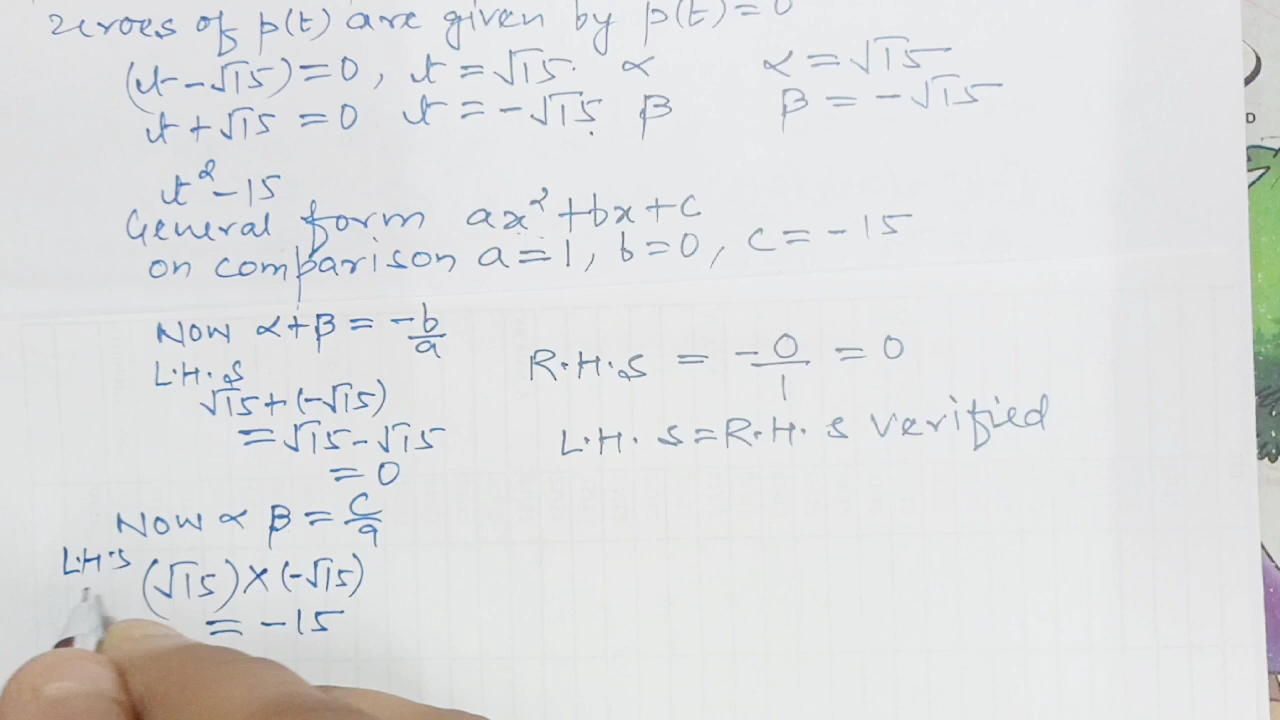 zeroes of p(t) are given by p(t)=0
(t-√15)=0, t=√15. α α=√15
t+√15=0 t=-√15. β β=-√15
t²-15
General form ax²+bx+c
on comparison a=1, b=0, c=-15
Now α+β = -b/a
L.H.S
√15+(-√15) R.H.S = -0/1 = 0
=√15-√15 L.H.S=R.H.S verified
=0
Now α β = c/a
L.H.S (√15)×(-√15)
= -15
D